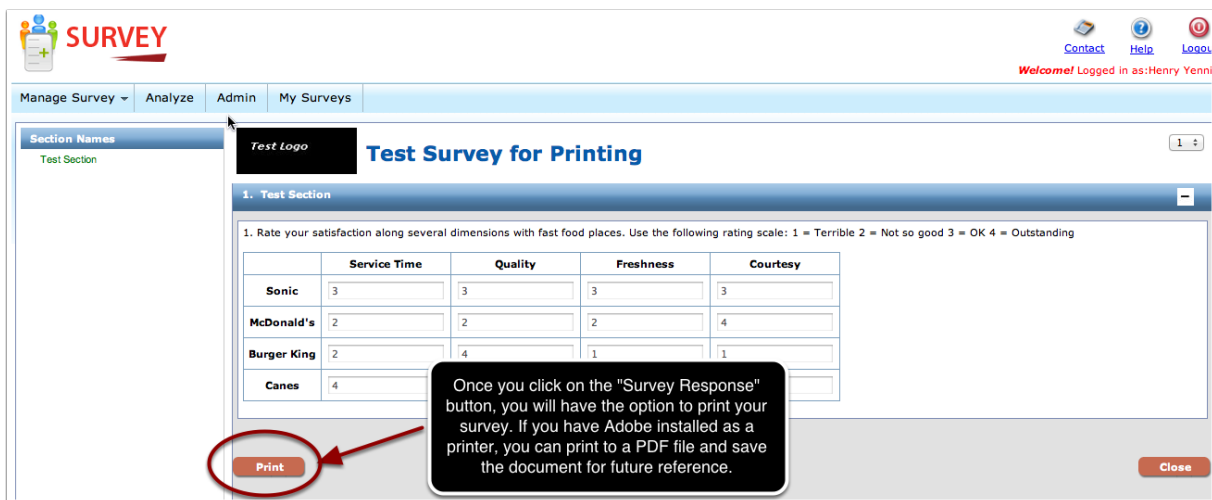 SURVEY
Contact Help Logou
Welcome! Logged in as:Henry Yenni
Manage Survey Analyze Admin My Surveys
Section Names
Test Section
Test Logo
Test Survey for Printing
1
1. Test Section
1. Rate your satisfaction along several dimensions with fast food places. Use the following rating scale: 1 = Terrible 2 = Not so good 3 = OK 4 = Outstanding
Service Time Quality Freshness Courtesy
Sonic 3 3 3 3
McDonald's 2 2 2 4
Burger King 2 4 1 1
Canes 4
Once you click on the "Survey Response"
button, you will have the option to print your
survey. If you have Adobe installed as a
printer, you can print to a PDF file and save
the document for future reference.
Print
Close